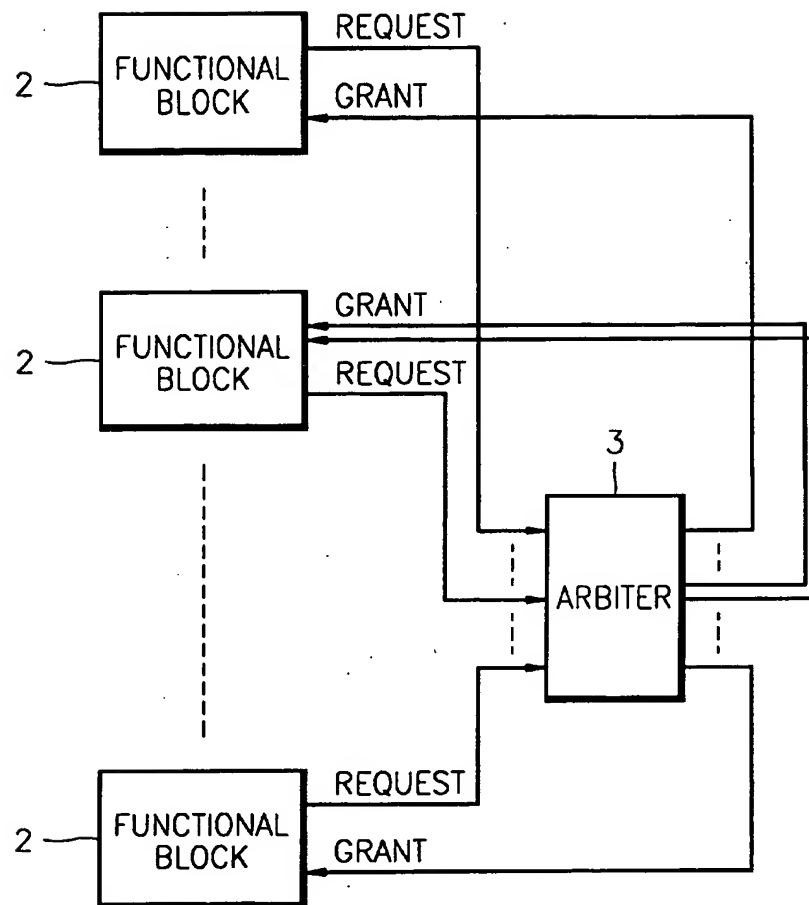 REQUEST
2
FUNCTIONAL
BLOCK
GRANT
GRANT
2
FUNCTIONAL
BLOCK
REQUEST
3
ARBITER
REQUEST
2
FUNCTIONAL
BLOCK
GRANT